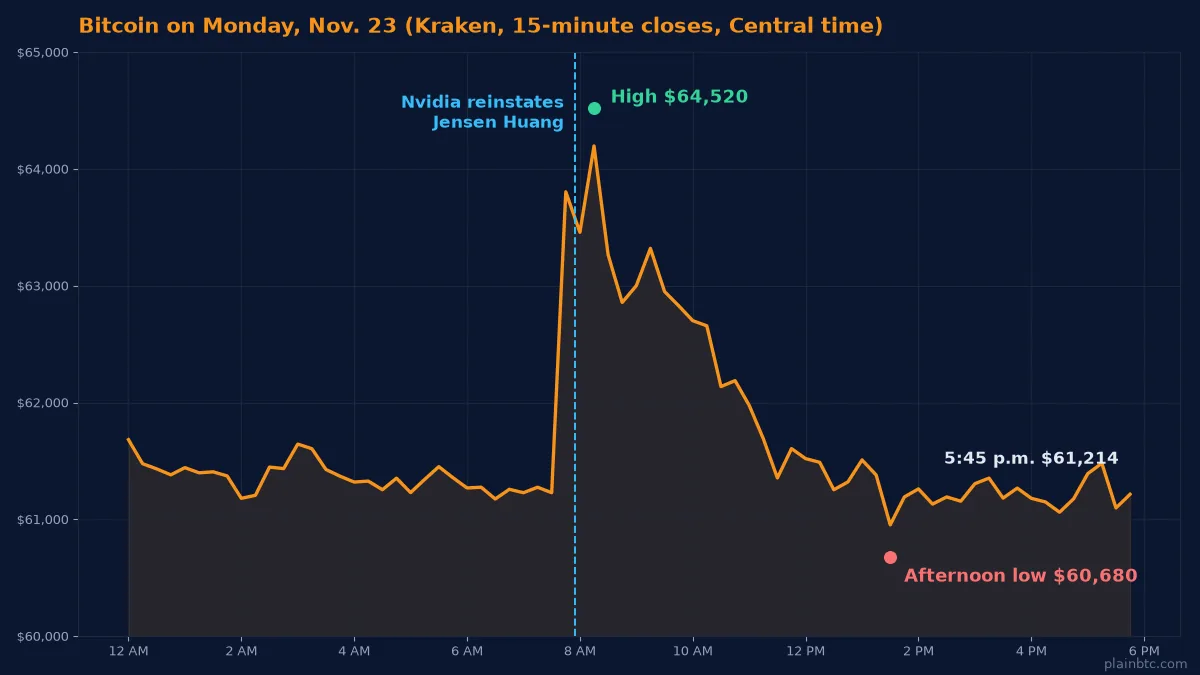 Bitcoin on Monday, Nov. 23 (Kraken, 15-minute closes, Central time)
$65,000
Nvidia reinstates
Jensen Huang
High $64,520
$64,000
$63,000
$62,000
5:45 p.m. $61,214
$61,000
Afternoon low $60,680
$60,000
12 AM 2 AM 4 AM 6 AM 8 AM 10 AM 12 PM 2 PM 4 PM 6 PM
plainbtc.com